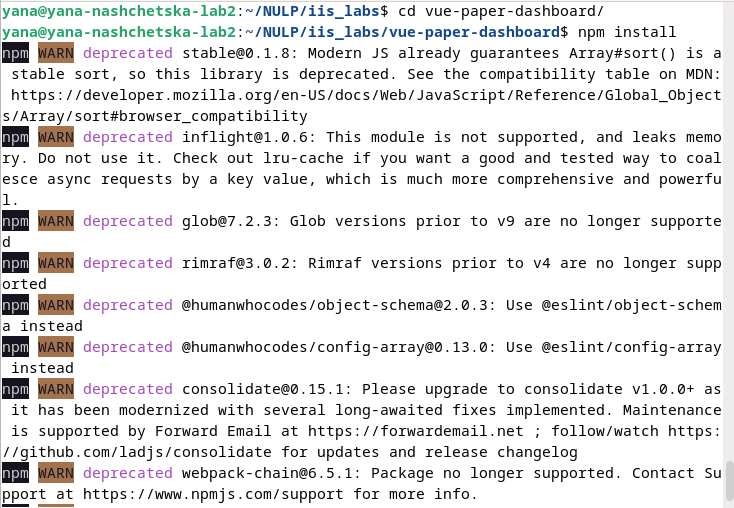 yana@yana-nashchetska-lab2:~/NULP/iis_labs$ cd vue-paper-dashboard/
yana@yana-nashchetska-lab2:~/NULP/iis_labs/vue-paper-dashboard$ npm install
npm WARN deprecated stable@0.1.8: Modern JS already guarantees Array#sort() is a
 stable sort, so this library is deprecated. See the compatibility table on MDN:
 https://developer.mozilla.org/en-US/docs/Web/JavaScript/Reference/Global_Object
s/Array/sort#browser_compatibility
npm WARN deprecated inflight@1.0.6: This module is not supported, and leaks memo
ry. Do not use it. Check out lru-cache if you want a good and tested way to coal
esce async requests by a key value, which is much more comprehensive and powerfu
l.
npm WARN deprecated glob@7.2.3: Glob versions prior to v9 are no longer supporte
d
npm WARN deprecated rimraf@3.0.2: Rimraf versions prior to v4 are no longer supp
orted
npm WARN deprecated @humanwhocodes/object-schema@2.0.3: Use @eslint/object-schem
a instead
npm WARN deprecated @humanwhocodes/config-array@0.13.0: Use @eslint/config-array
 instead
npm WARN deprecated consolidate@0.15.1: Please upgrade to consolidate v1.0.0+ as
 it has been modernized with several long-awaited fixes implemented. Maintenance
 is supported by Forward Email at https://forwardemail.net ; follow/watch https:
//github.com/ladjs/consolidate for updates and release changelog
npm WARN deprecated webpack-chain@6.5.1: Package no longer supported. Contact Su
pport at https://www.npmjs.com/support for more info.